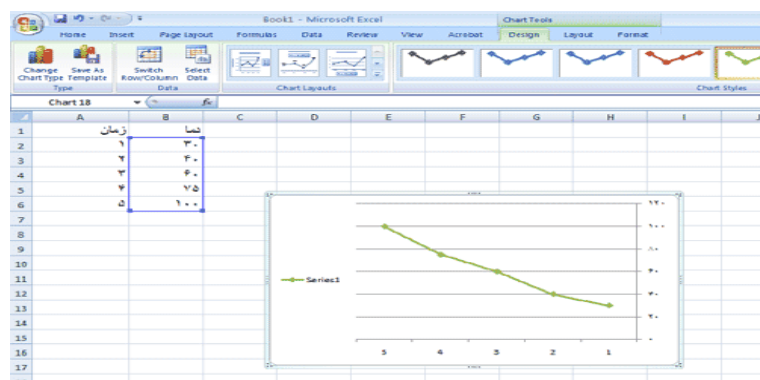 Book1 - Microsoft Excel Chart Tools
Home Insert Page Layout Formulas Data Review View Acrobat Design Layout Format
Change Chart Type Save As Template Switch Row/Column Select Data
Type Data Chart Layouts Chart Styles
Chart 18 fx
A B C D E F G H I J
1 زمان دما
2 ۱ ۳۰
3 ۲ ۴۰
4 ۳ ۶۰
5 ۴ ۷۵
6 ۵ ۱۰۰
7
8
9
10
11
12
13
14
15
16
17
۱۲۰
۱۰۰
۸۰
۶۰
۴۰
۲۰
۰
Series1
5 4 3 2 1